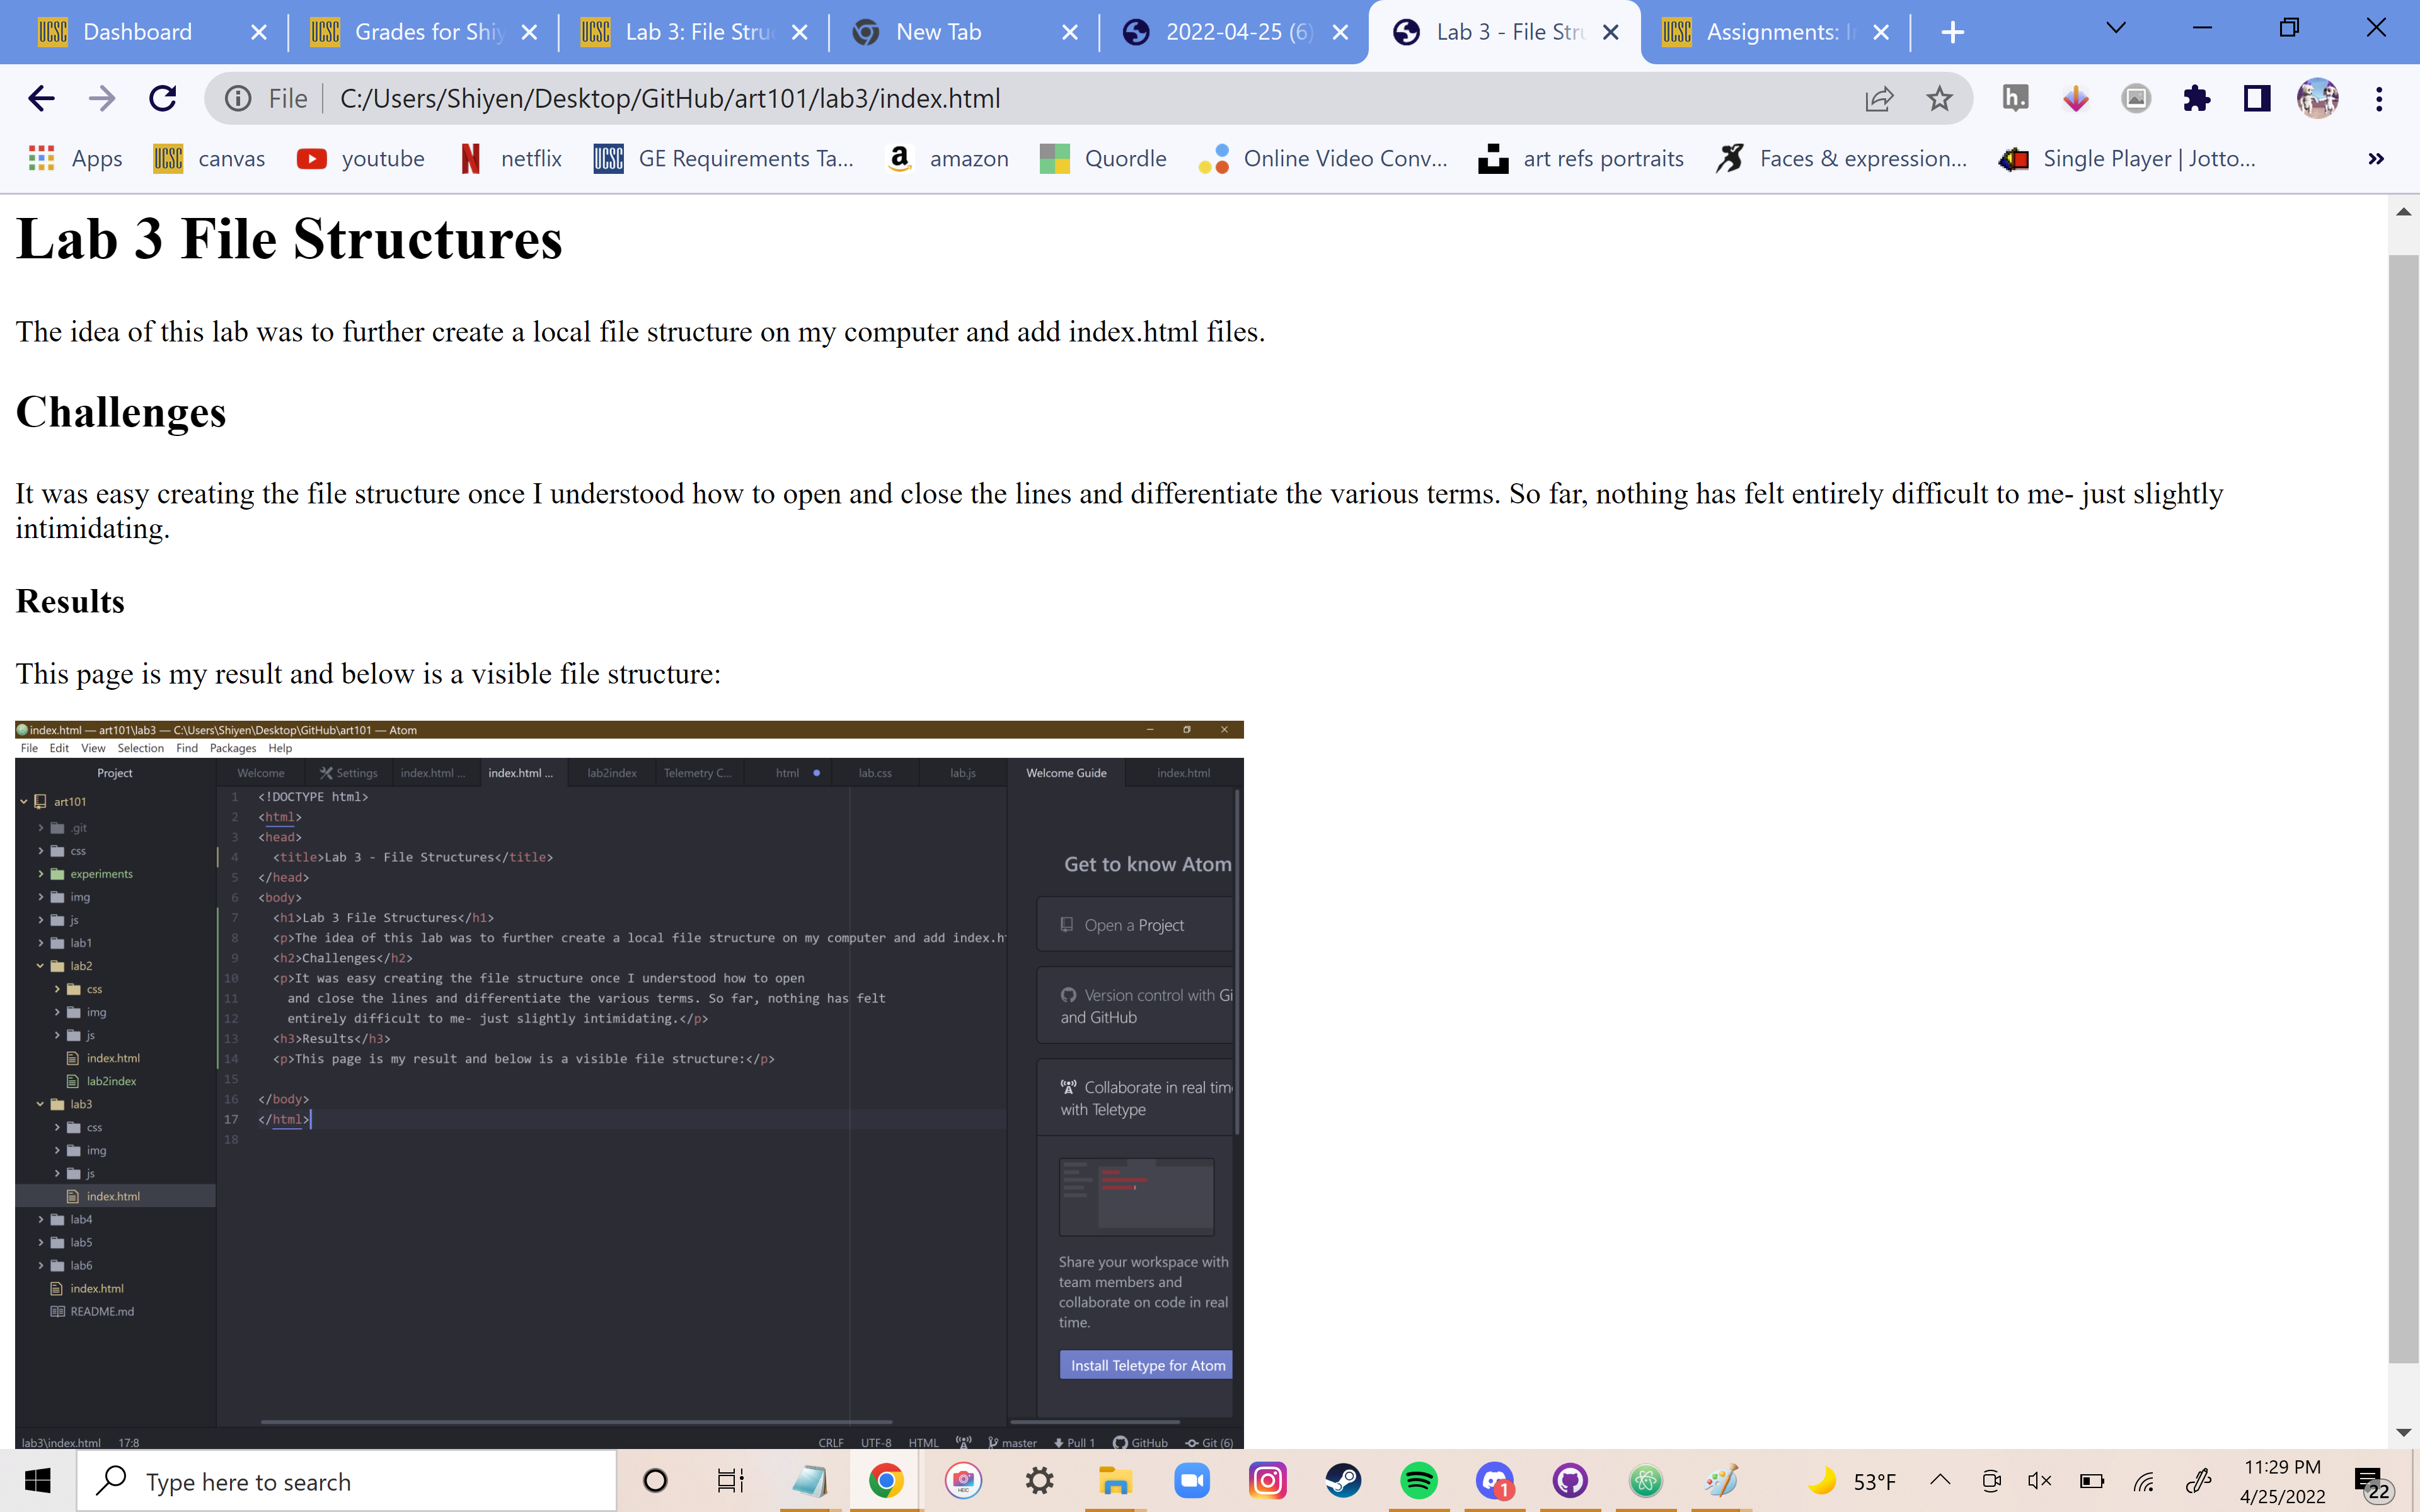 Dashboard
Grades for Shiy
Lab 3: File Stru
New Tab
2022-04-25 (6)
Lab 3 - File Stru
Assignments: I
File
C:/Users/Shiyen/Desktop/GitHub/art101/lab3/index.html
Apps
UCSC canvas
youtube
netflix
UCSC GE Requirements Ta...
amazon
Quordle
Online Video Conv...
art refs portraits
Faces & expression...
Single Player | Jotto...
»
Lab 3 File Structures
The idea of this lab was to further create a local file structure on my computer and add index.html files.
Challenges
It was easy creating the file structure once I understood how to open and close the lines and differentiate the various terms. So far, nothing has felt entirely difficult to me- just slightly
intimidating.
Results
This page is my result and below is a visible file structure:
index.html — art101\lab3 — C:\Users\Shiyen\Desktop\GitHub\art101 — Atom
File Edit View Selection Find Packages Help
Project
Welcome
Settings
index.html ...
index.html ...
lab2index
Telemetry C...
html
lab.css
lab.js
Welcome Guide
index.html
art101
.git
css
experiments
img
js
lab1
lab2
css
img
js
index.html
lab2index
lab3
css
img
js
index.html
lab4
lab5
lab6
index.html
README.md
1 <!DOCTYPE html>
2 <html>
3 <head>
4 <title>Lab 3 - File Structures</title>
5 </head>
6 <body>
7 <h1>Lab 3 File Structures</h1>
8 <p>The idea of this lab was to further create a local file structure on my computer and add index.h
9 <h2>Challenges</h2>
10 <p>It was easy creating the file structure once I understood how to open
11 and close the lines and differentiate the various terms. So far, nothing has felt
12 entirely difficult to me- just slightly intimidating.</p>
13 <h3>Results</h3>
14 <p>This page is my result and below is a visible file structure:</p>
15
16 </body>
17 </html>
18
Get to know Atom
Open a Project
Version control with Gi
and GitHub
Collaborate in real tim
with Teletype
Share your workspace with
team members and
collaborate on code in real
time.
Install Teletype for Atom
lab3\index.html 17:8
CRLF UTF-8 HTML master Pull 1 GitHub Git (6)
Type here to search
1
53°F
11:29 PM
4/25/2022
22